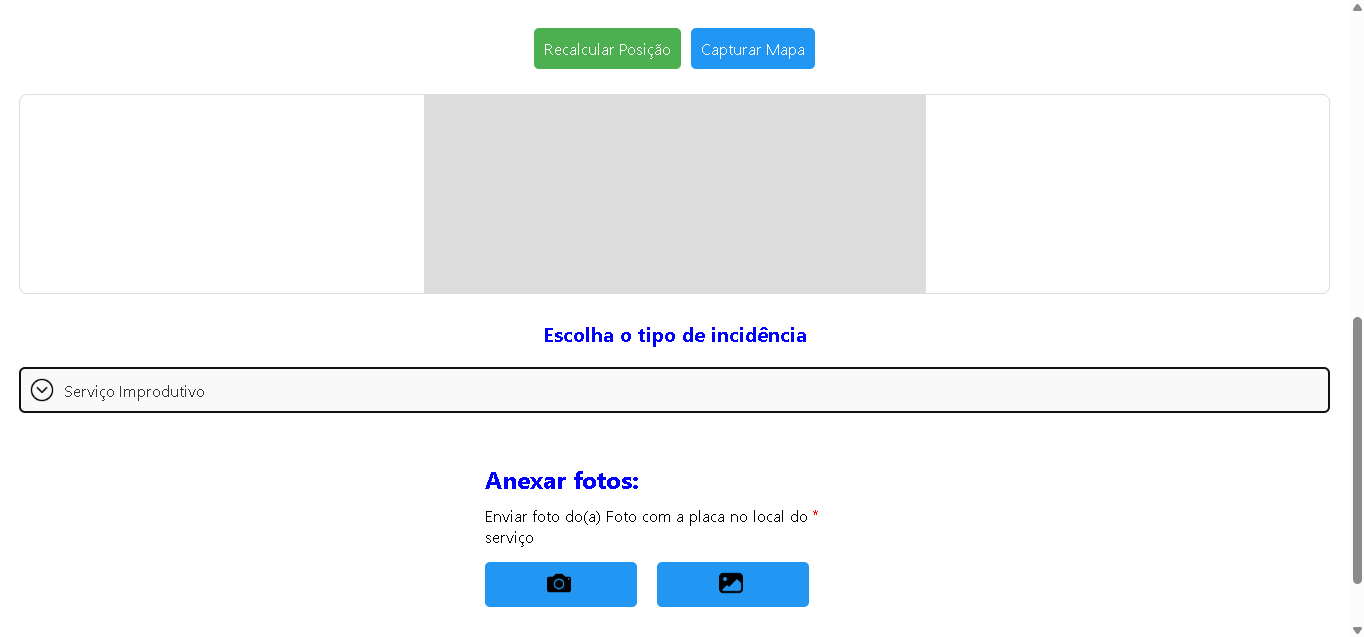 Recalcular Posição
Capturar Mapa
Escolha o tipo de incidência
Serviço Improdutivo
Anexar fotos:
Enviar foto do(a) Foto com a placa no local do *
serviço